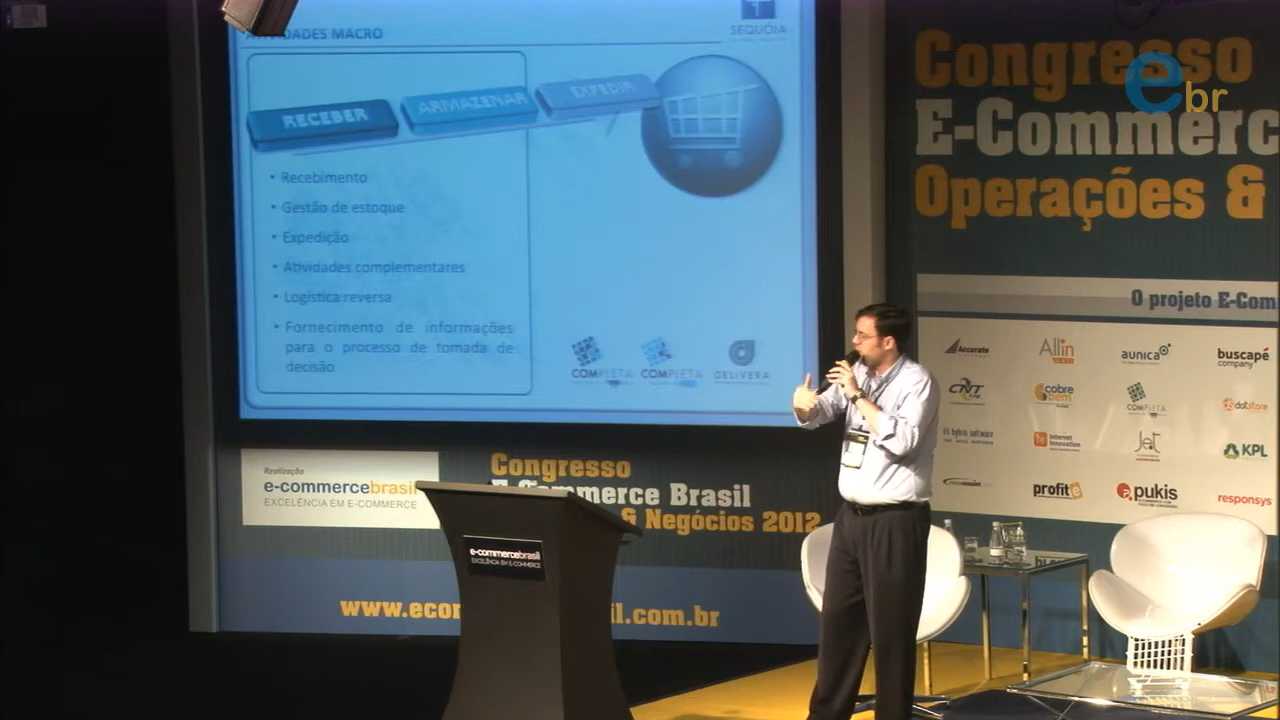 ATIVIDADES MACRO
SEQUOIA
RECEBER
ARMAZENAR
EXPEDIR
• Recebimento
• Gestão de estoque
• Expedição
• Atividades complementares
• Logística reversa
• Fornecimento de informações
para o processo de tomada de
decisão
COMPLETA
COMPLETA
DELIVERA
Congresso
E-Commerc
Operações &
ebr
O projeto E-Com
Accurate
Allin
aunica
buscapé
company
CNT
cobre
bem
COMPLETA
dotstore
hybris software
Internet
Innovation
Jet
KPL
profite
pukis
responsys
Realização
e-commercebrasil
EXCELÊNCIA EM E-COMMERCE
Congresso
E-Commerce Brasil
& Negócios 2012
e-commercebrasil
EXCELÊNCIA EM E-COMMERCE
www.ecom
sil.com.br